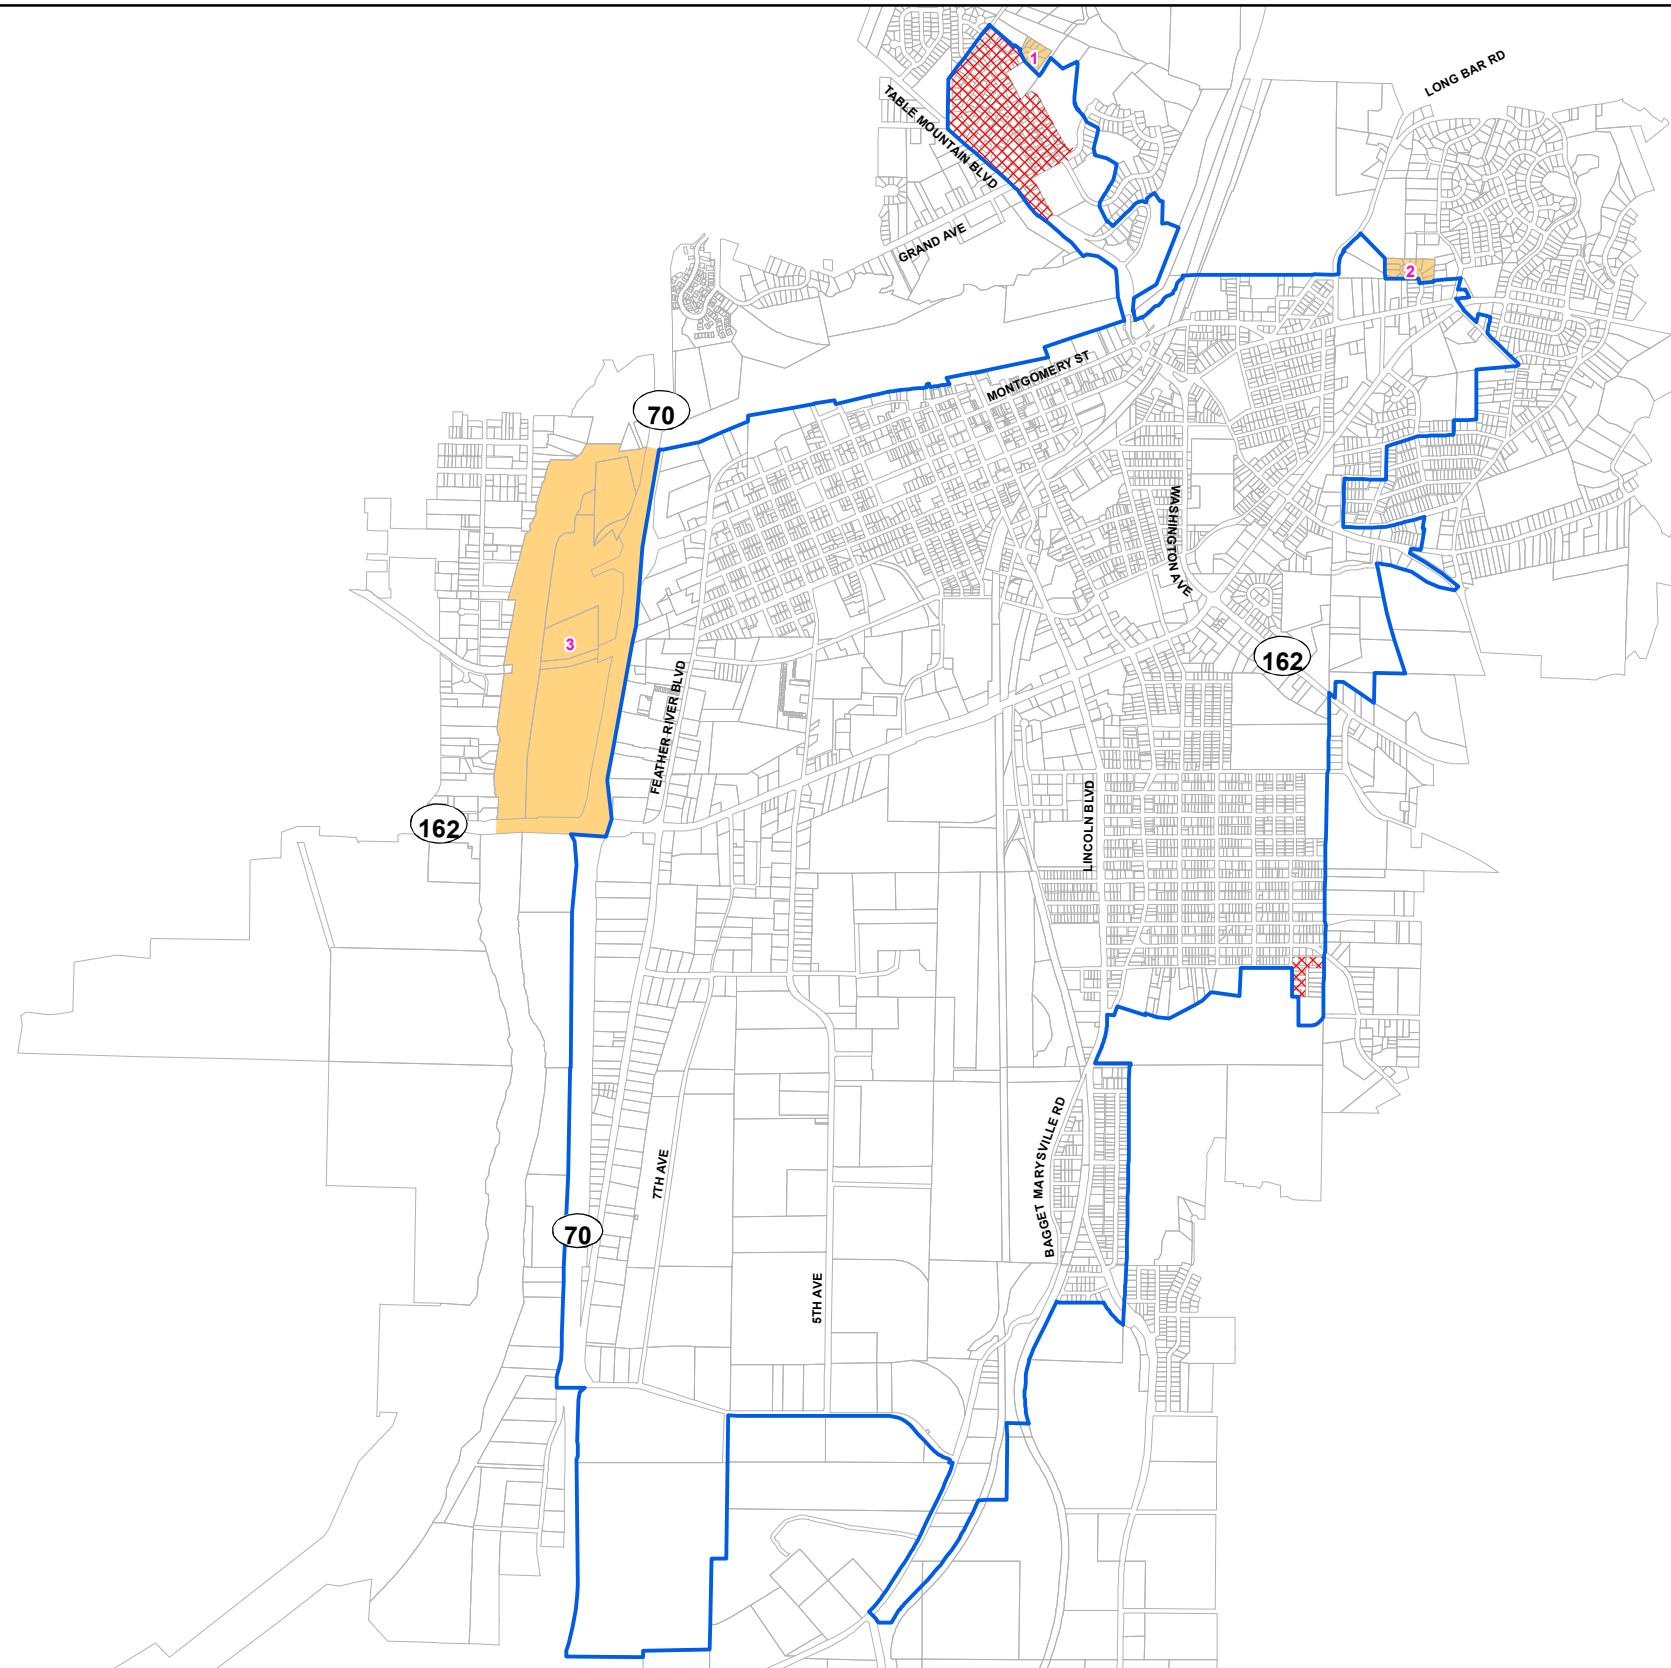 1
LONG BAR RD
TABLE MOUNTAIN BLVD
GRAND AVE
2
MONTGOMERY ST
70
WASHINGTON AVE
3
162
FEATHER RIVER BLVD
LINCOLN BLVD
162
BAGGET MARYSVILLE RD
7TH AVE
70
5TH AVE